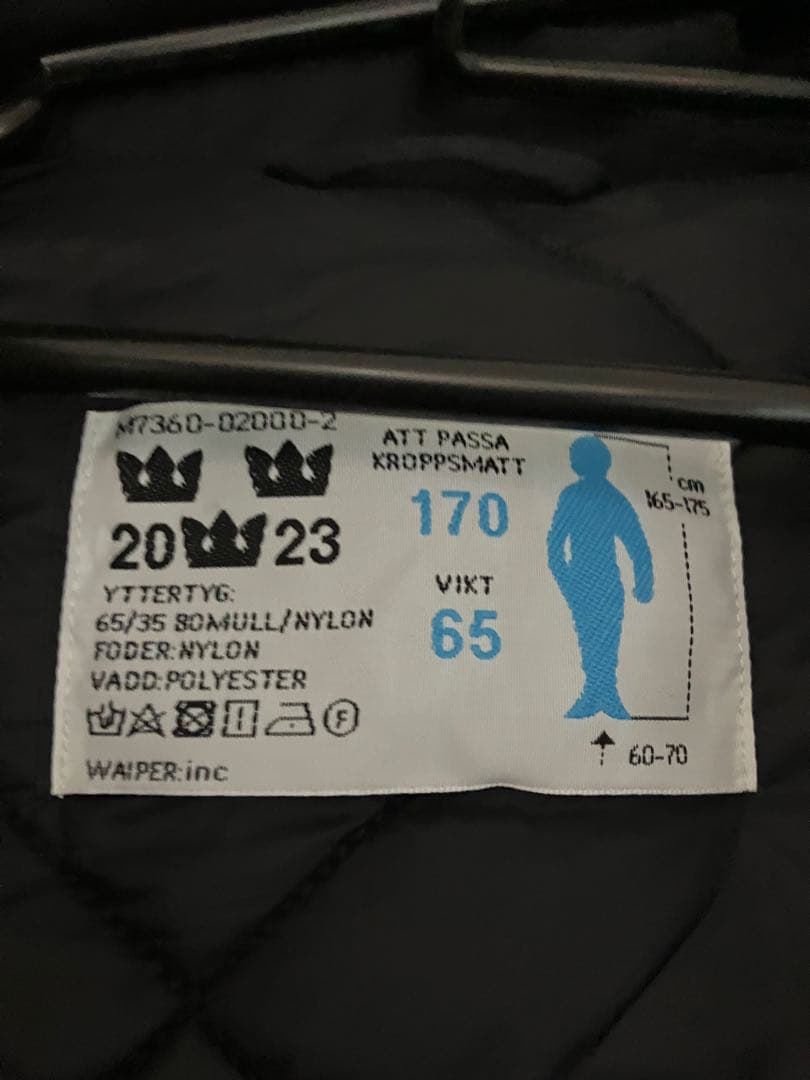 M7360-02000-2
2023
YTTERTYG:
65/35 BOMULL/NYLON
FODER:NYLON
VADD:POLYESTER
F
WAIPER:inc
ATT PASSA
KROPPSMATT
170
VIKT
65
cm
165-175
60-70